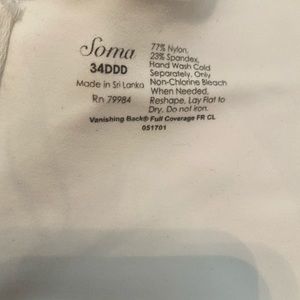 Soma
34DDD
Made in Sri Lanka
Rn 79984
77% Nylon,
23% Spandex,
Hand Wash Cold
Separately. Only
Non-Chlorine Bleach
When Needed,
Reshape, Lay Flat to
Dry. Do not iron.
Vanishing Back® Full Coverage FR CL
051701